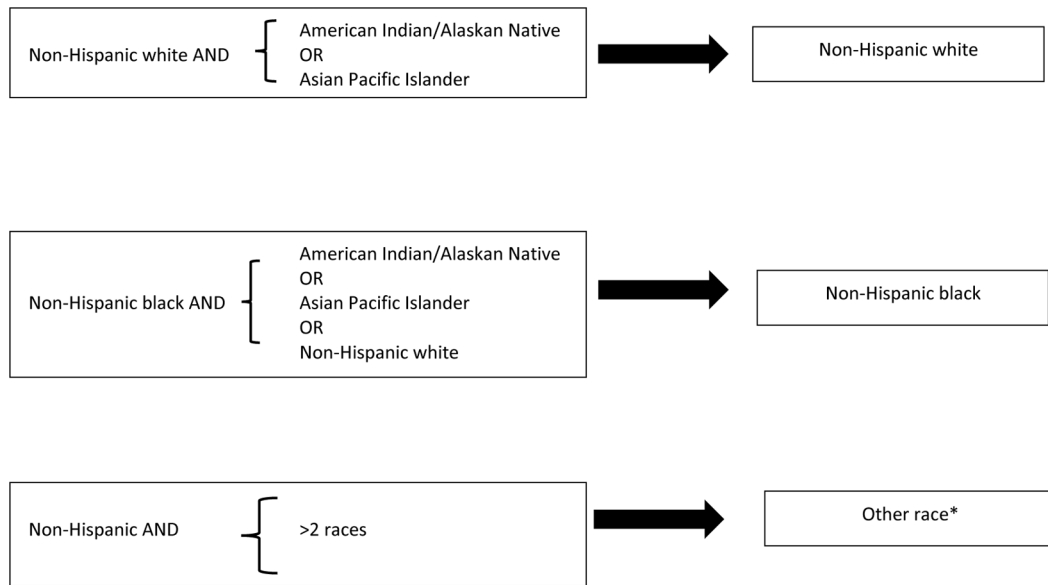 Non-Hispanic white AND
American Indian/Alaskan Native
OR
Asian Pacific Islander
Non-Hispanic white
Non-Hispanic black AND
American Indian/Alaskan Native
OR
Asian Pacific Islander
OR
Non-Hispanic white
Non-Hispanic black
Non-Hispanic AND
>2 races
Other race*